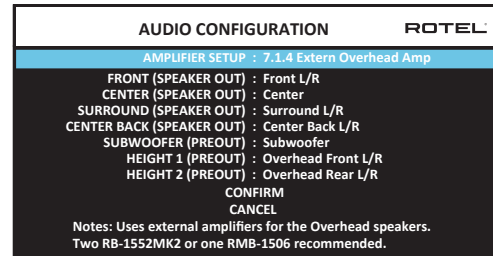 AUDIO CONFIGURATION ROTEL
AMPLIFIER SETUP : 7.1.4 Extern Overhead Amp
FRONT (SPEAKER OUT) : Front L/R
CENTER (SPEAKER OUT) : Center
SURROUND (SPEAKER OUT) : Surround L/R
CENTER BACK (SPEAKER OUT) : Center Back L/R
SUBWOOFER (PREOUT) : Subwoofer
HEIGHT 1 (PREOUT) : Overhead Front L/R
HEIGHT 2 (PREOUT) : Overhead Rear L/R
CONFIRM
CANCEL
Notes: Uses external amplifiers for the Overhead speakers.
Two RB-1552MK2 or one RMB-1506 recommended.